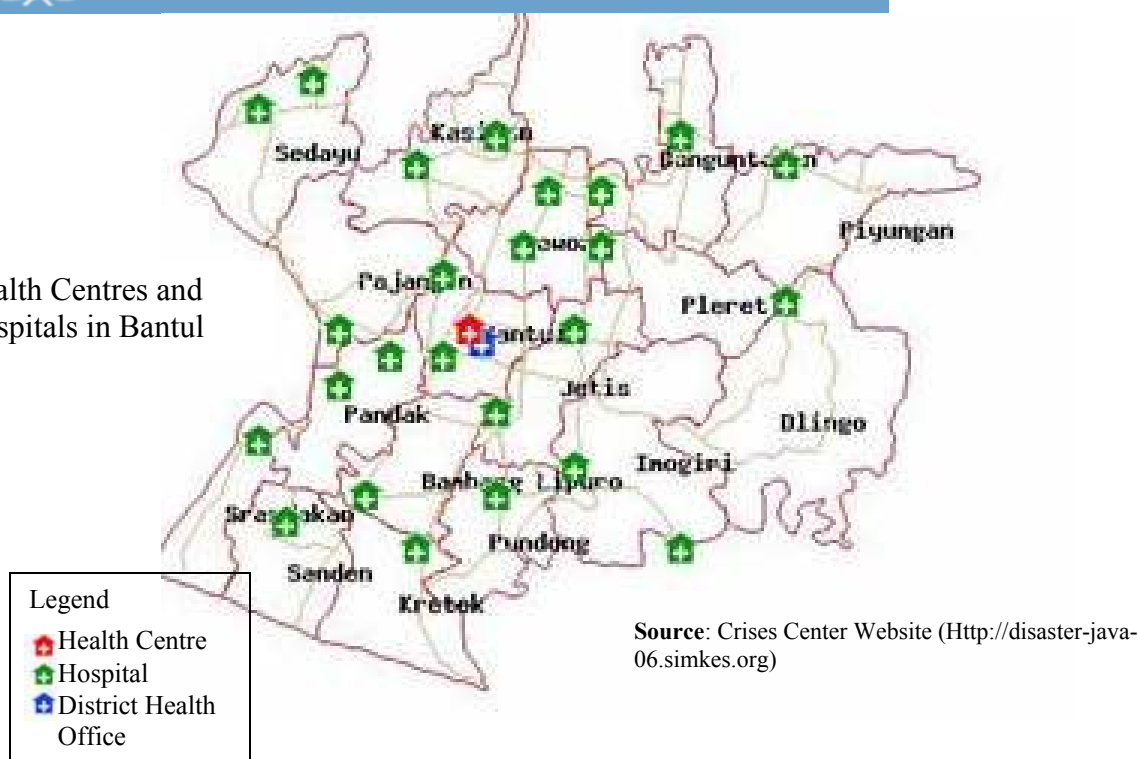 Sedayu
Piyungan
Pleret
alth Centres and
spitals in Bantul
Jetis
Pandak
Dlingo
Imogiri
Pundong
Sanden
Kretek
Legend
Health Centre
Hospital
District Health
Office
Source: Crises Center Website (Http://disaster-java-
06.simkes.org)